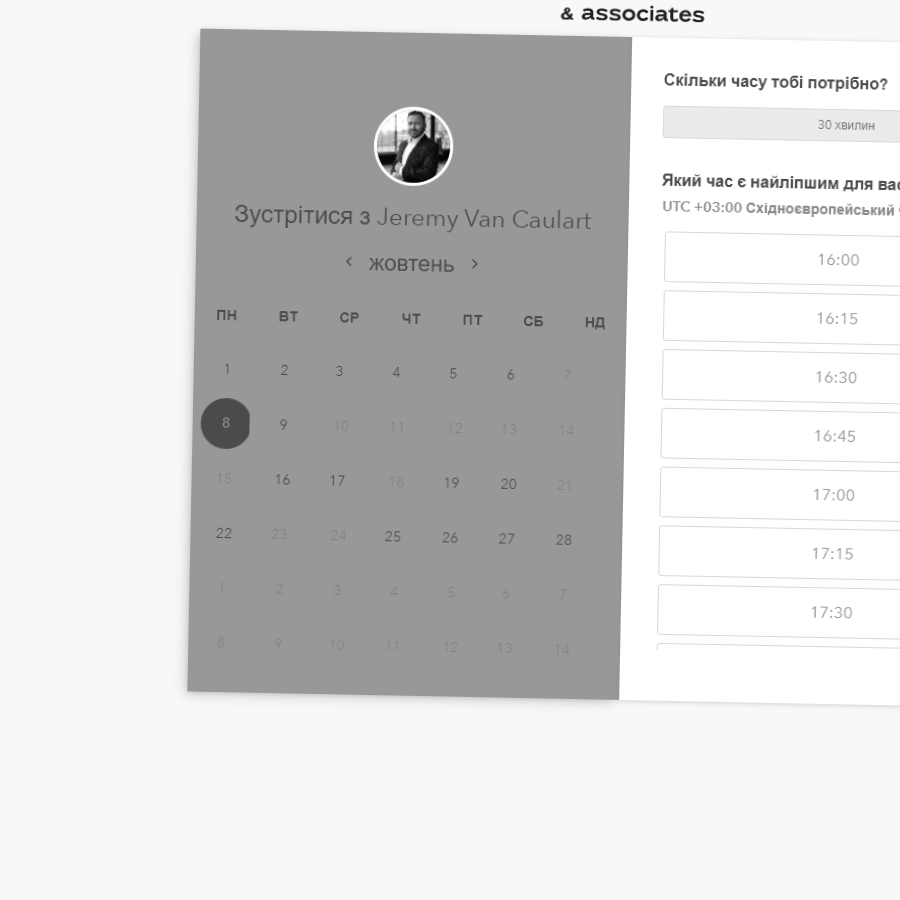 & associates
Зустрітися з Jeremy Van Caulart
жовтень
ПН ВТ СР ЧТ ПТ СБ НД
1 2 3 4 5 6 7
8 9 10 11 12 13 14
15 16 17 18 19 20 21
22 23 24 25 26 27 28
1 2 3 4 5 6 7
8 9 10 11 12 13 14
Скільки часу тобі потрібно?
30 хвилин
Який час є найліпшим для вас
UTC +03:00 Східноєвропейський
16:00
16:15
16:30
16:45
17:00
17:15
17:30